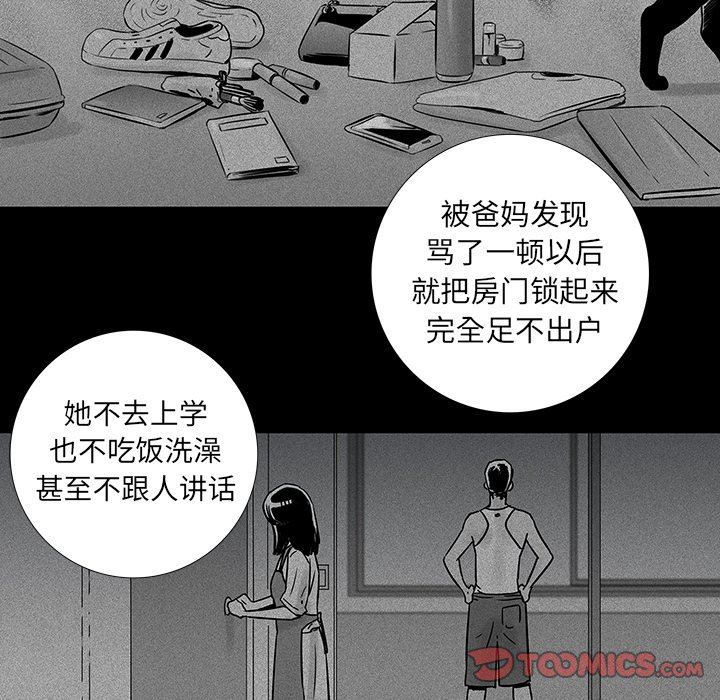 被爸妈发现
骂了一顿以后
就把房门锁起来
完全足不出户
她不去上学
也不吃饭洗澡
甚至不跟人讲话
TOOMICS.COM